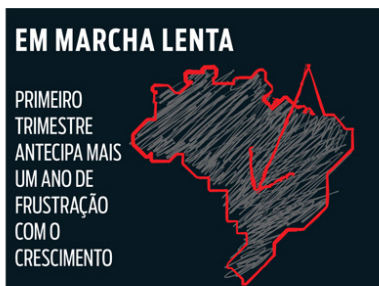 EM MARCHA LENTA
PRIMEIRO
TRIMESTRE
ANTECIPA MAIS
UM ANO DE
FRUSTRAÇÃO
COM O
CRESCIMENTO